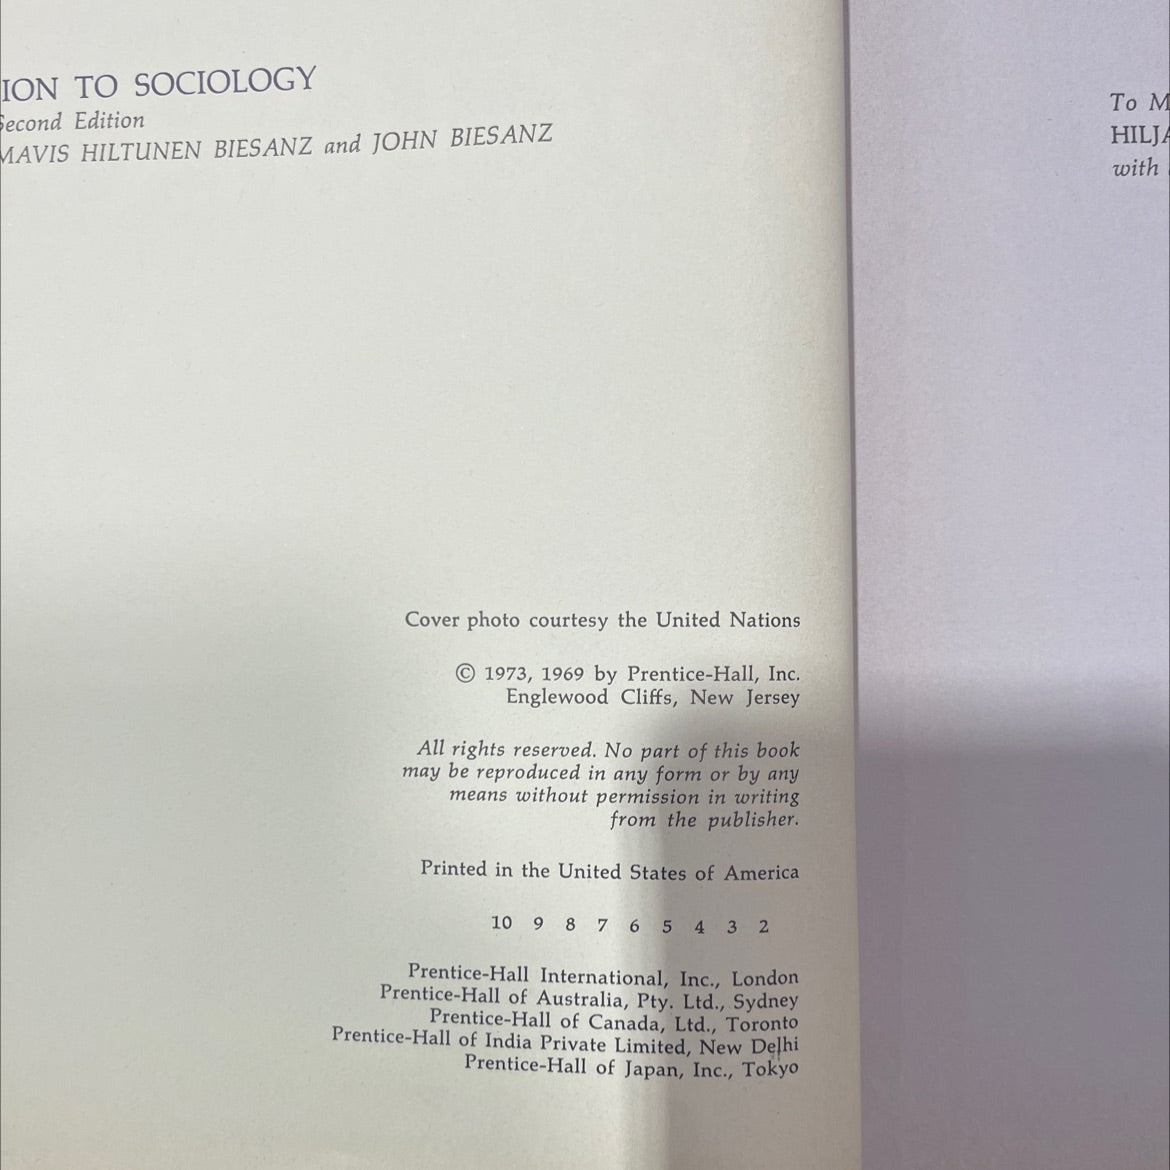 ION TO SOCIOLOGY
Second Edition
MAVIS HILTUNEN BIESANZ and JOHN BIESANZ
Cover photo courtesy the United Nations
© 1973, 1969 by Prentice-Hall, Inc.
Englewood Cliffs, New Jersey
All rights reserved. No part of this book
may be reproduced in any form or by any
means without permission in writing
from the publisher.
Printed in the United States of America
10 9 8 7 6 5 4 3 2
Prentice-Hall International, Inc., London
Prentice-Hall of Australia, Pty. Ltd., Sydney
Prentice-Hall of Canada, Ltd., Toronto
Prentice-Hall of India Private Limited, New Delhi
Prentice-Hall of Japan, Inc., Tokyo
To M
HILJA
with